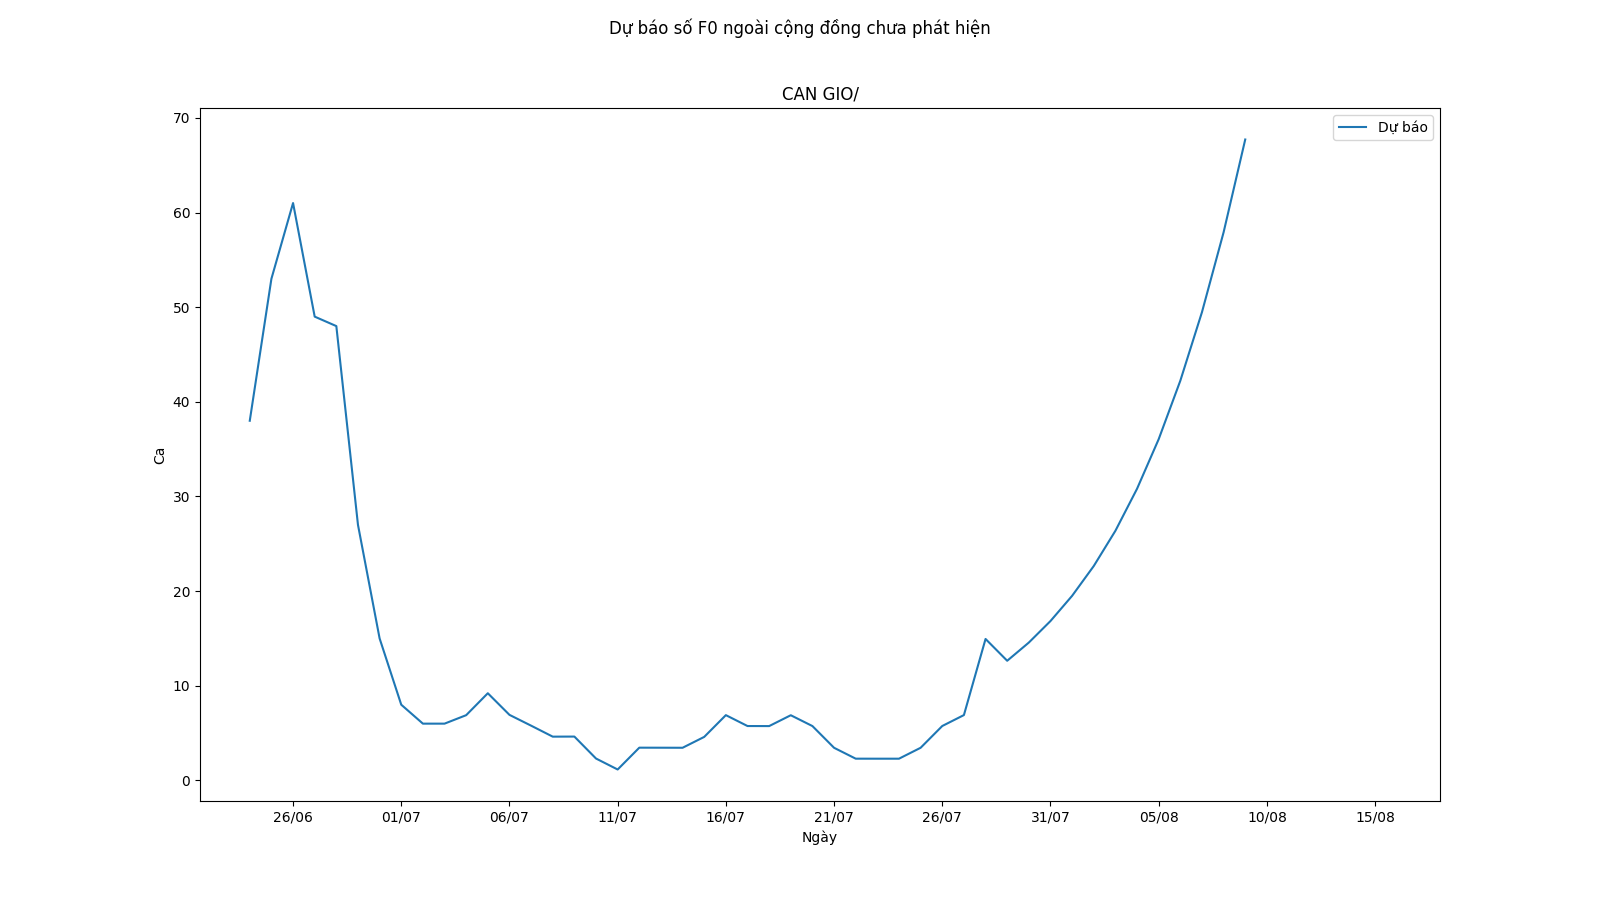 Dự báo số F0 ngoài cộng đồng chưa phát hiện
CAN GIO/
Dự báo
70
60
50
40
30
20
10
0
Ca
26/06 01/07 06/07 11/07 16/07 21/07 26/07 31/07 05/08 10/08 15/08
Ngày